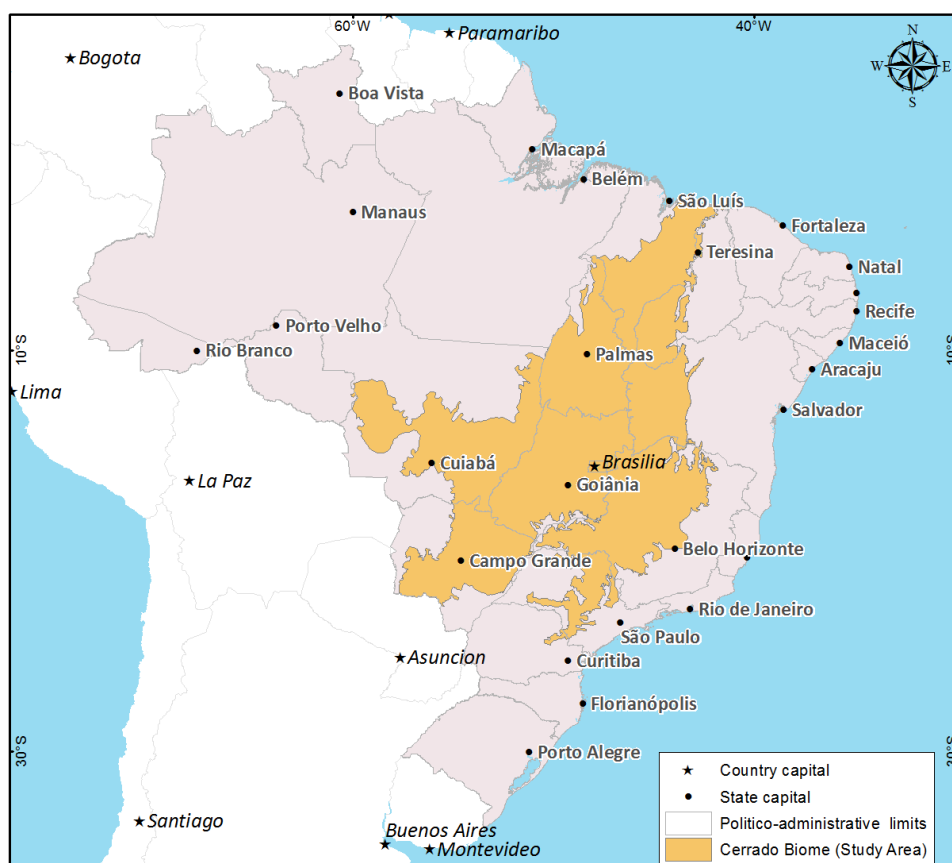 60°W
40°W
Paramaribo
N
Bogota
W
E
Boa Vista
S
Macapá
Belém
São Luís
Manaus
Fortaleza
Teresina
Natal
Recife
Porto Velho
Maceió
10°S
Rio Branco
Palmas
10°S
Aracaju
Lima
Salvador
Cuiabá
Brasilia
La Paz
Goiânia
Belo Horizonte
Campo Grande
Rio de Janeiro
São Paulo
Asuncion
Curitiba
Florianópolis
30°S
Porto Alegre
30°S
Country capital
State capital
Santiago
Politico-administrative limits
Buenos Aires
Montevideo
Cerrado Biome (Study Area)